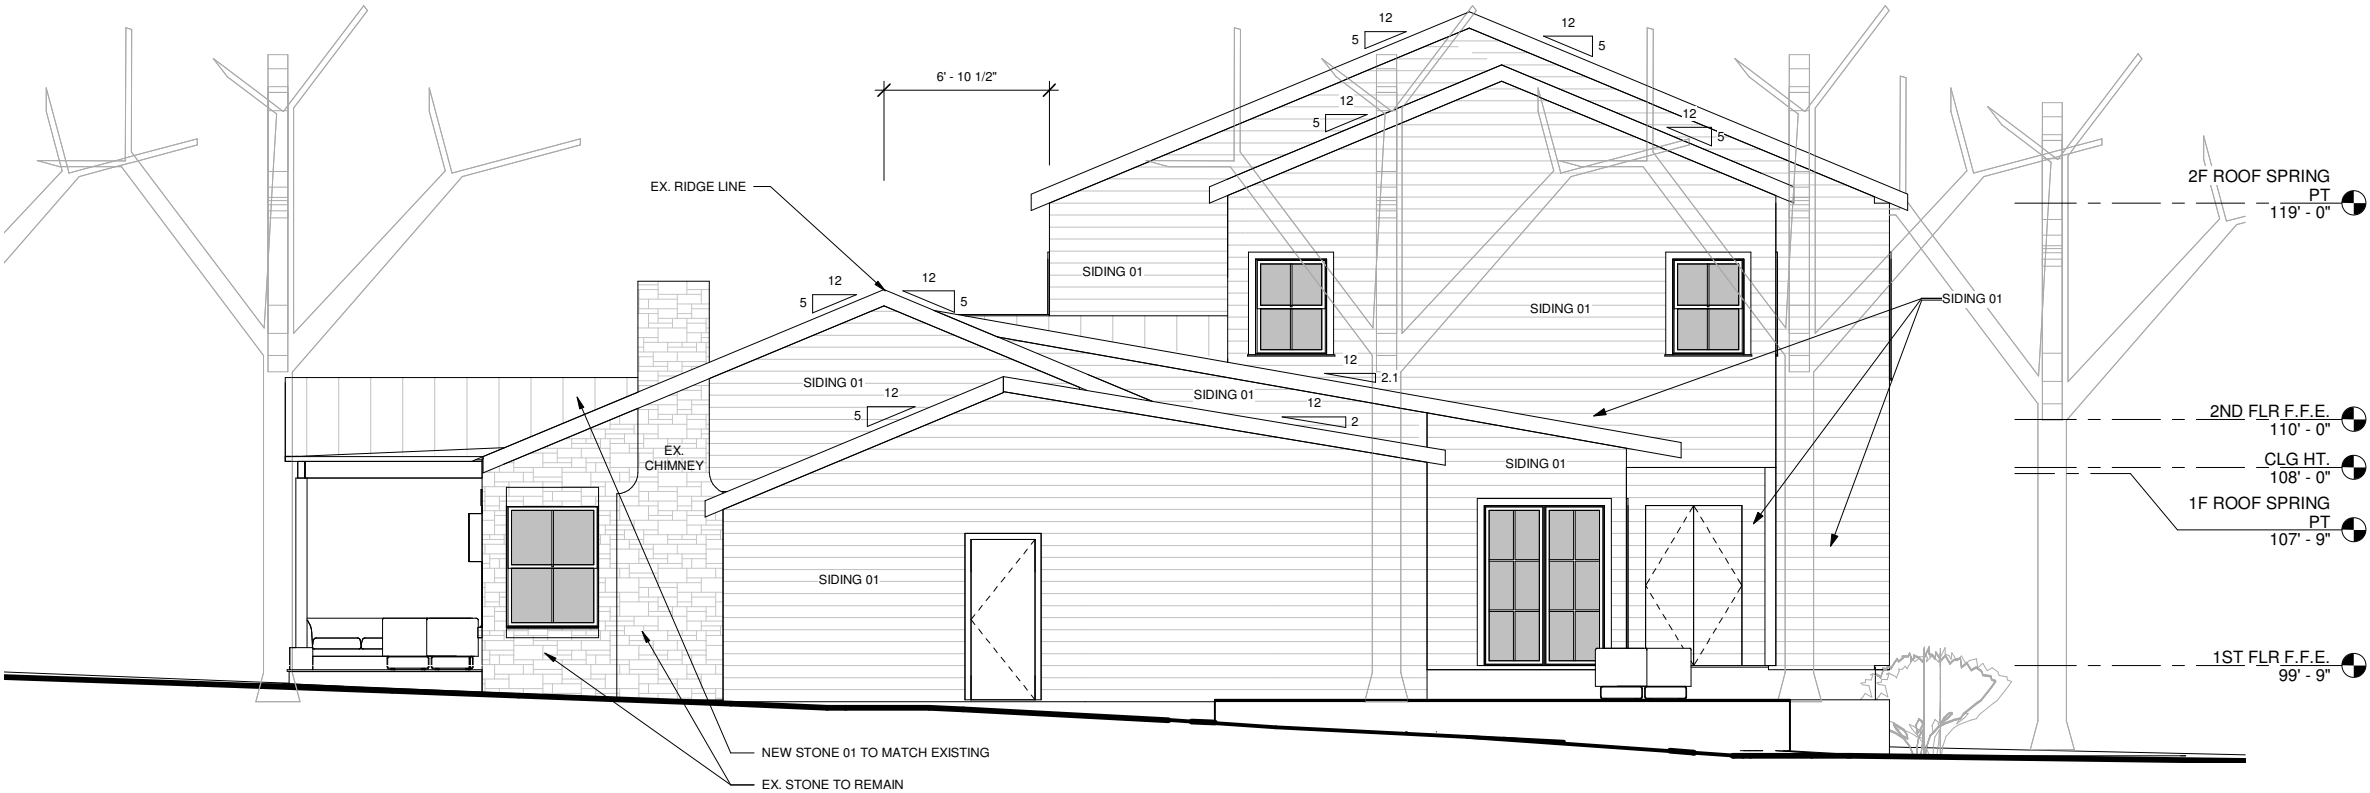 12
5
12
5
6' - 10 1/2"
12
5
12
5
EX. RIDGE LINE
2F ROOF SPRING
PT
119' - 0"
SIDING 01
12
5
12
5
SIDING 01
SIDING 01
12
2.1
SIDING 01
SIDING 01
12
5
12
2
2ND FLR F.F.E.
110' - 0"
EX.
CHIMNEY
SIDING 01
CLG HT.
108' - 0"
1F ROOF SPRING
PT
107' - 9"
SIDING 01
1ST FLR F.F.E.
99' - 9"
NEW STONE 01 TO MATCH EXISTING
EX. STONE TO REMAIN